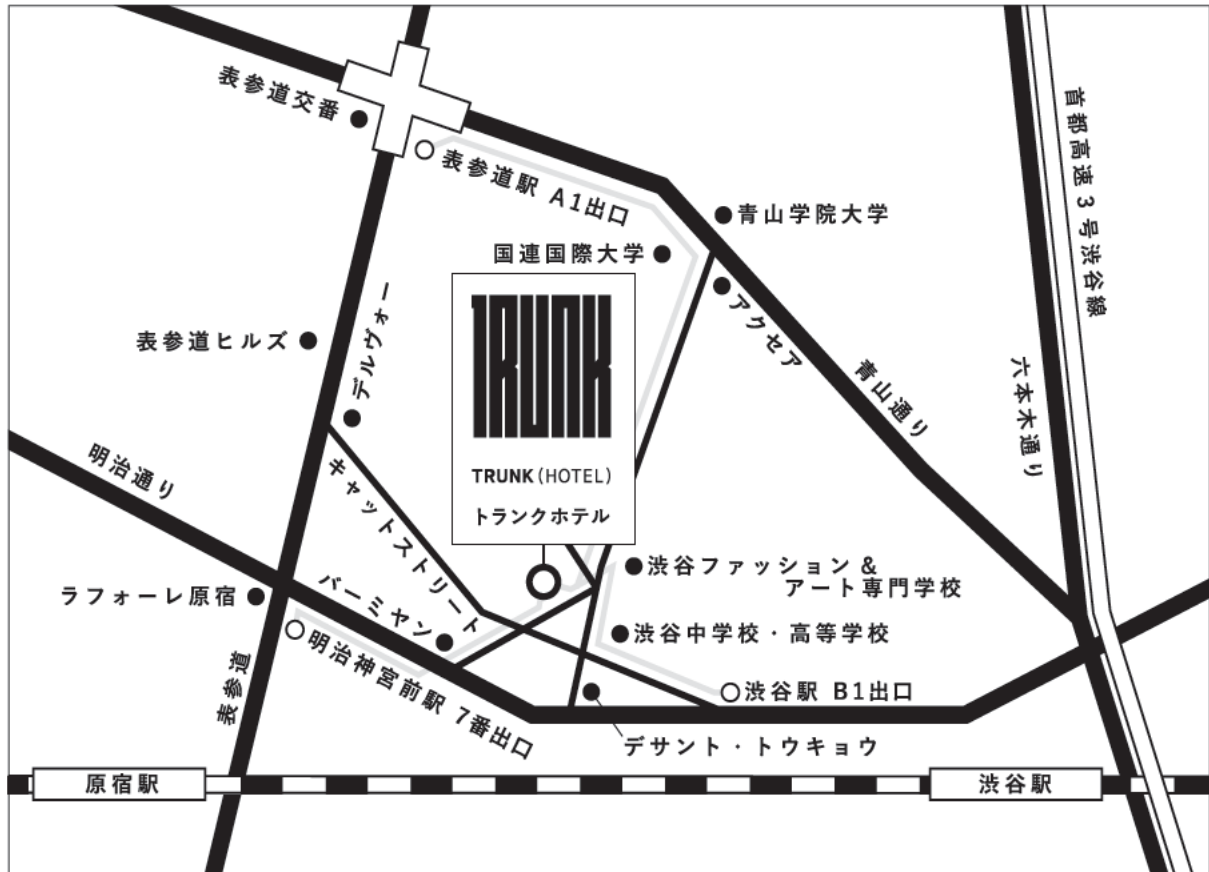 表参道交番
表参道駅 A1出口
青山学院大学
国連国際大学
アクセア
首都高速3号渋谷線
表参道ヒルズ
デルヴォー
TRUNK
TRUNK(HOTEL)
トランクホテル
青山通り
六本木通り
明治通り
キャットストリート
ラフォーレ原宿
バーミヤン
渋谷ファッション&
アート専門学校
渋谷中学校・高等学校
明治神宮前駅 7番出口
表参道
渋谷駅 B1出口
デサント・トウキョウ
原宿駅
渋谷駅